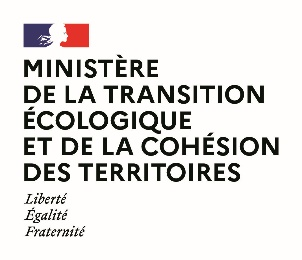 MINISTÈRE
DE LA TRANSITION
ÉCOLOGIQUE
ET DE LA COHÉSION
DES TERRITOIRES
Liberté
Égalité
Fraternité